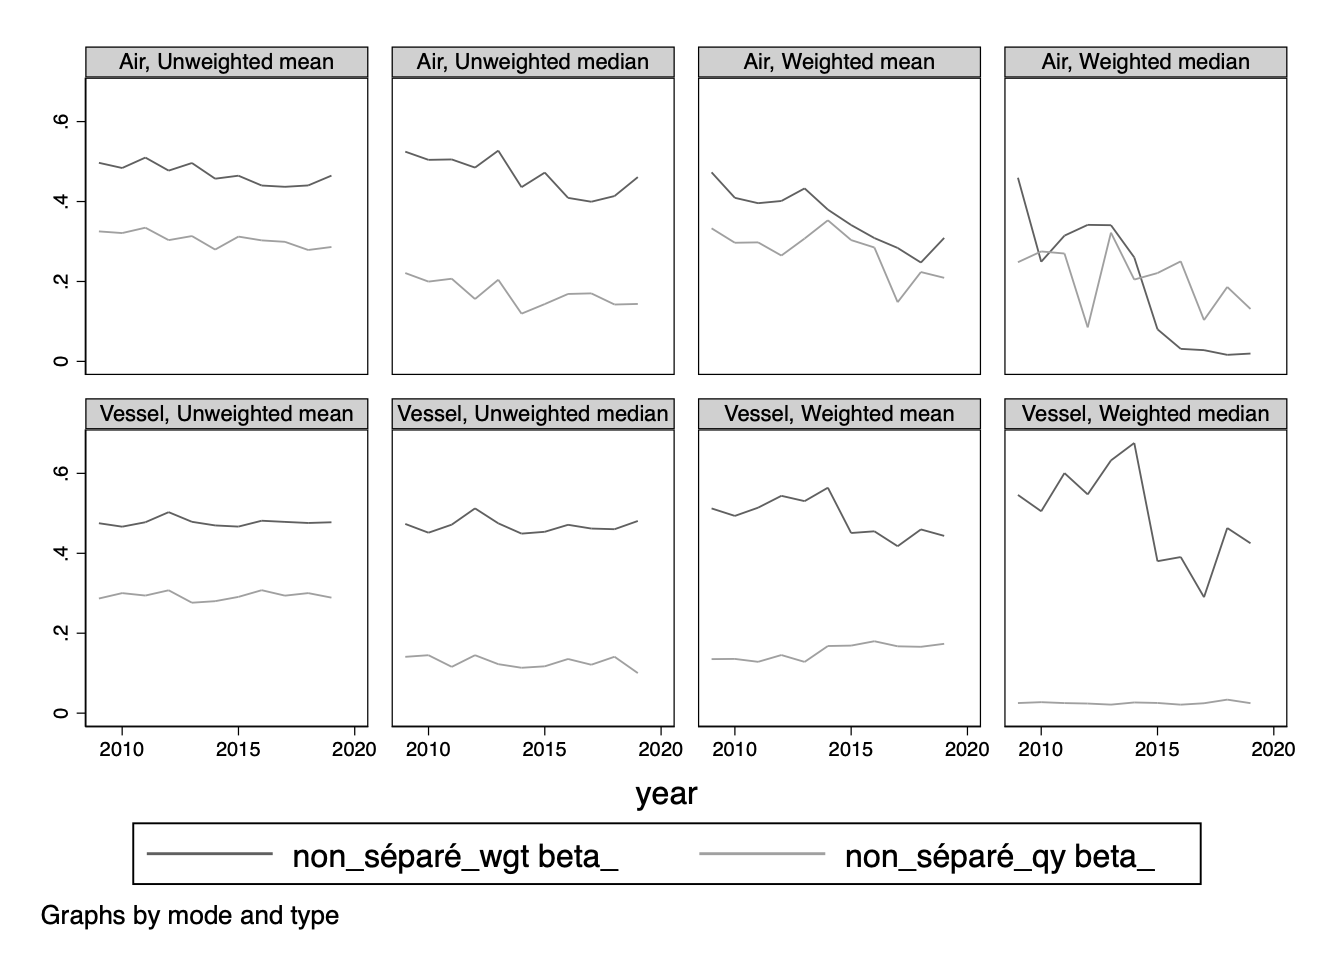 Air, Unweighted mean
Air, Unweighted median
Air, Weighted mean
Air, Weighted median
.6
.4
.2
0
Vessel, Unweighted mean
Vessel, Unweighted median
Vessel, Weighted mean
Vessel, Weighted median
.6
.4
.2
0
2010 2015 2020
2010 2015 2020
2010 2015 2020
2010 2015 2020
year
non_séparé_wgt beta_
non_séparé_qy beta_
Graphs by mode and type